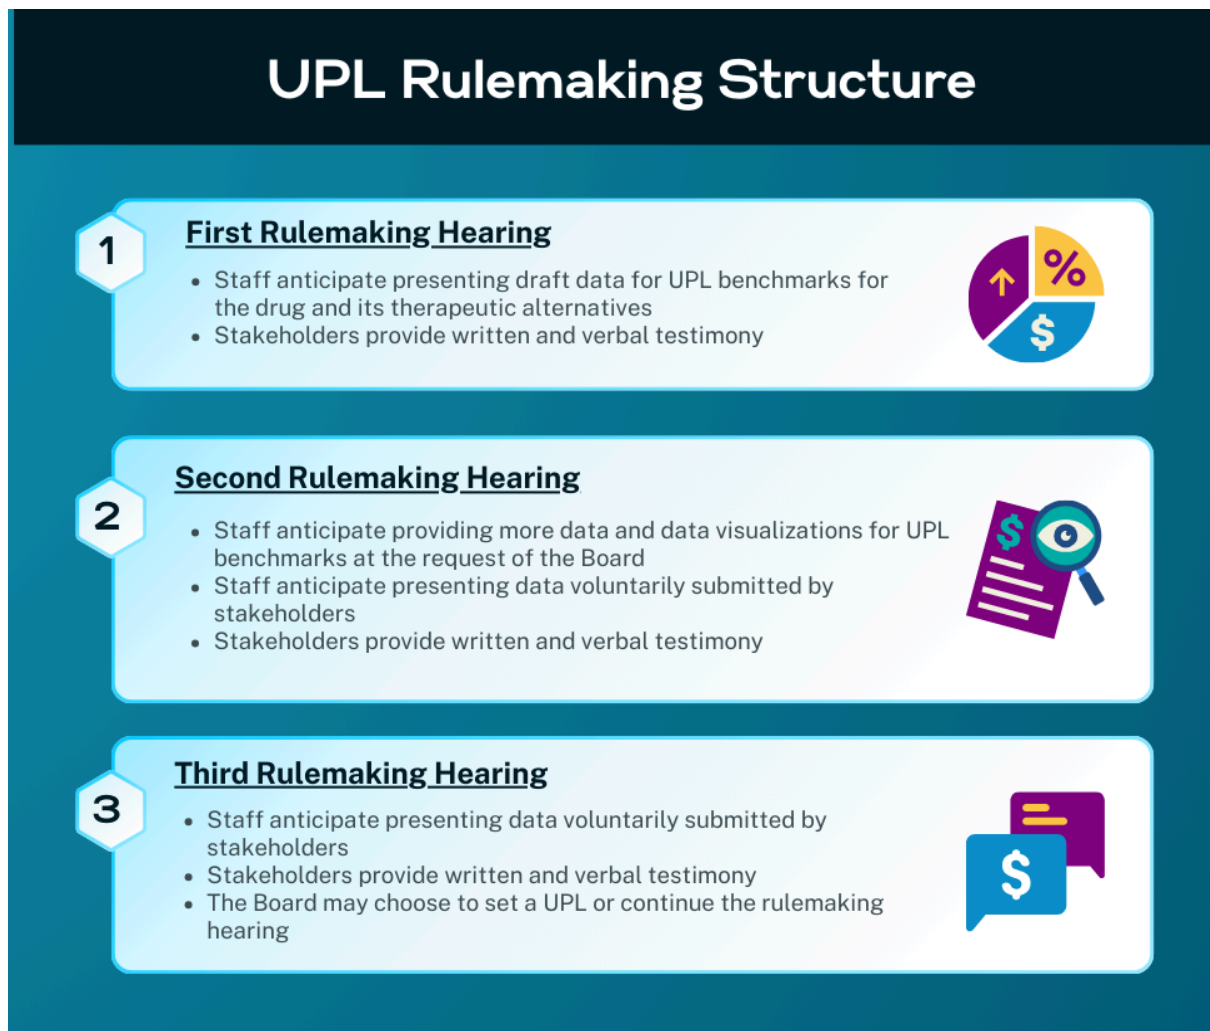 UPL Rulemaking Structure
1
First Rulemaking Hearing
• Staff anticipate presenting draft data for UPL benchmarks for
the drug and its therapeutic alternatives
• Stakeholders provide written and verbal testimony
%
$
2
Second Rulemaking Hearing
• Staff anticipate providing more data and data visualizations for UPL
benchmarks at the request of the Board
• Staff anticipate presenting data voluntarily submitted by
stakeholders
• Stakeholders provide written and verbal testimony
$
3
Third Rulemaking Hearing
• Staff anticipate presenting data voluntarily submitted by
stakeholders
• Stakeholders provide written and verbal testimony
• The Board may choose to set a UPL or continue the rulemaking
hearing
$